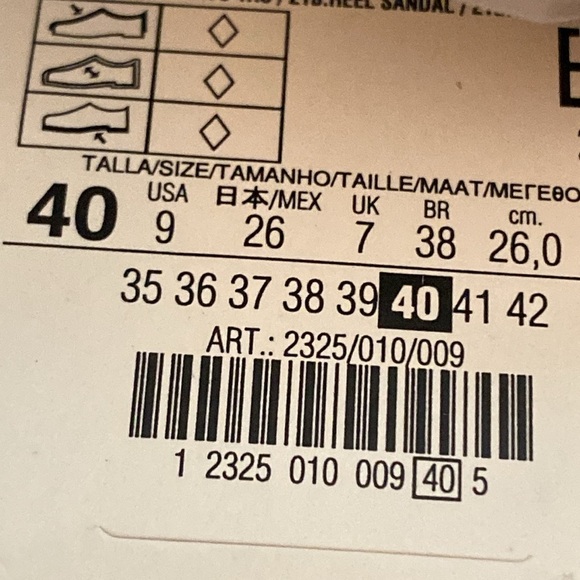 HEEL SANDAL /
TALLA/SIZE/TAMANHO/TAILLE/MAAT/ΜΕΓΕΘΟ
40 USA 日本/MEX UK BR cm.
9 26 7 38 26,0
35 36 37 38 39 40 41 42
ART.: 2325/010/009
1 2325 010 009 40 5